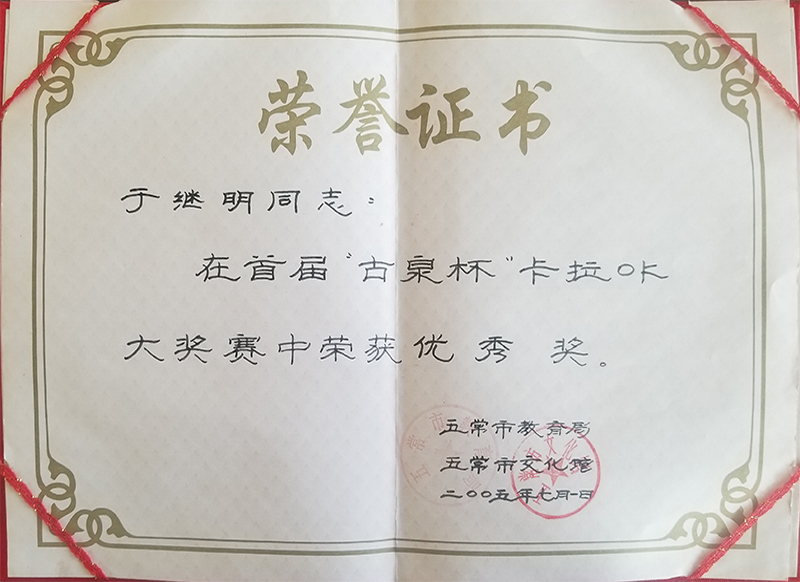 荣誉证书
于继明同志：
在首届“古泉杯”卡拉OK
大奖赛中荣获优秀奖。
五常市教育局
五常市文化馆
二00五年七月一日